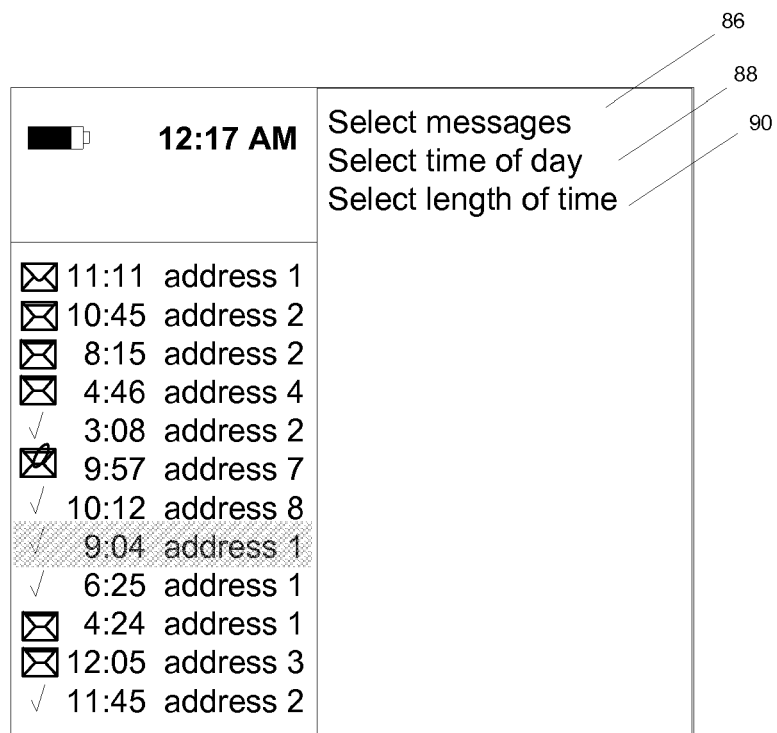 86
88
90
12:17 AM
Select messages
Select time of day
Select length of time
11:11 address 1
10:45 address 2
8:15 address 2
4:46 address 4
√ 3:08 address 2
9:57 address 7
√ 10:12 address 8
√ 9:04 address 1
√ 6:25 address 1
4:24 address 1
12:05 address 3
√ 11:45 address 2